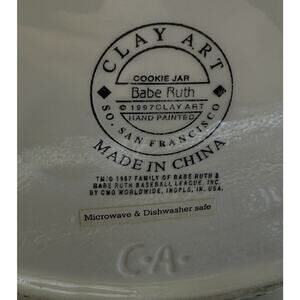 CLAY ART
COOKIE JAR
Babe Ruth
© 1997 CLAY ART
HAND PAINTED
SO. SAN FRANCISCO
MADE IN CHINA
TM/© 1997 FAMILY OF BABE RUTH &
BABE RUTH BASEBALL LEAGUE, INC.
BY CMG WORLDWIDE, INDPLS, IN. USA.
Microwave & Dishwasher safe
C.A.